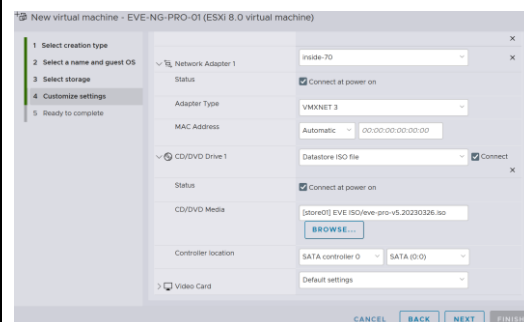 New virtual machine - EVE-NG-PRO-01 (ESXi 8.0 virtual machine)
1 Select creation type
2 Select a name and guest OS
3 Select storage
4 Customize settings
5 Ready to complete
Network Adapter 1
inside-70
Status
Connect at power on
Adapter Type
VMXNET 3
MAC Address
Automatic
00:00:00:00:00:00
CD/DVD Drive 1
Datastore ISO file
Connect
Status
Connect at power on
CD/DVD Media
[store01] EVE ISO/eve-pro-v5.20230326.iso
BROWSE...
Controller location
SATA controller 0
SATA (0:0)
Video Card
Default settings
CANCEL
BACK
NEXT
FINISH